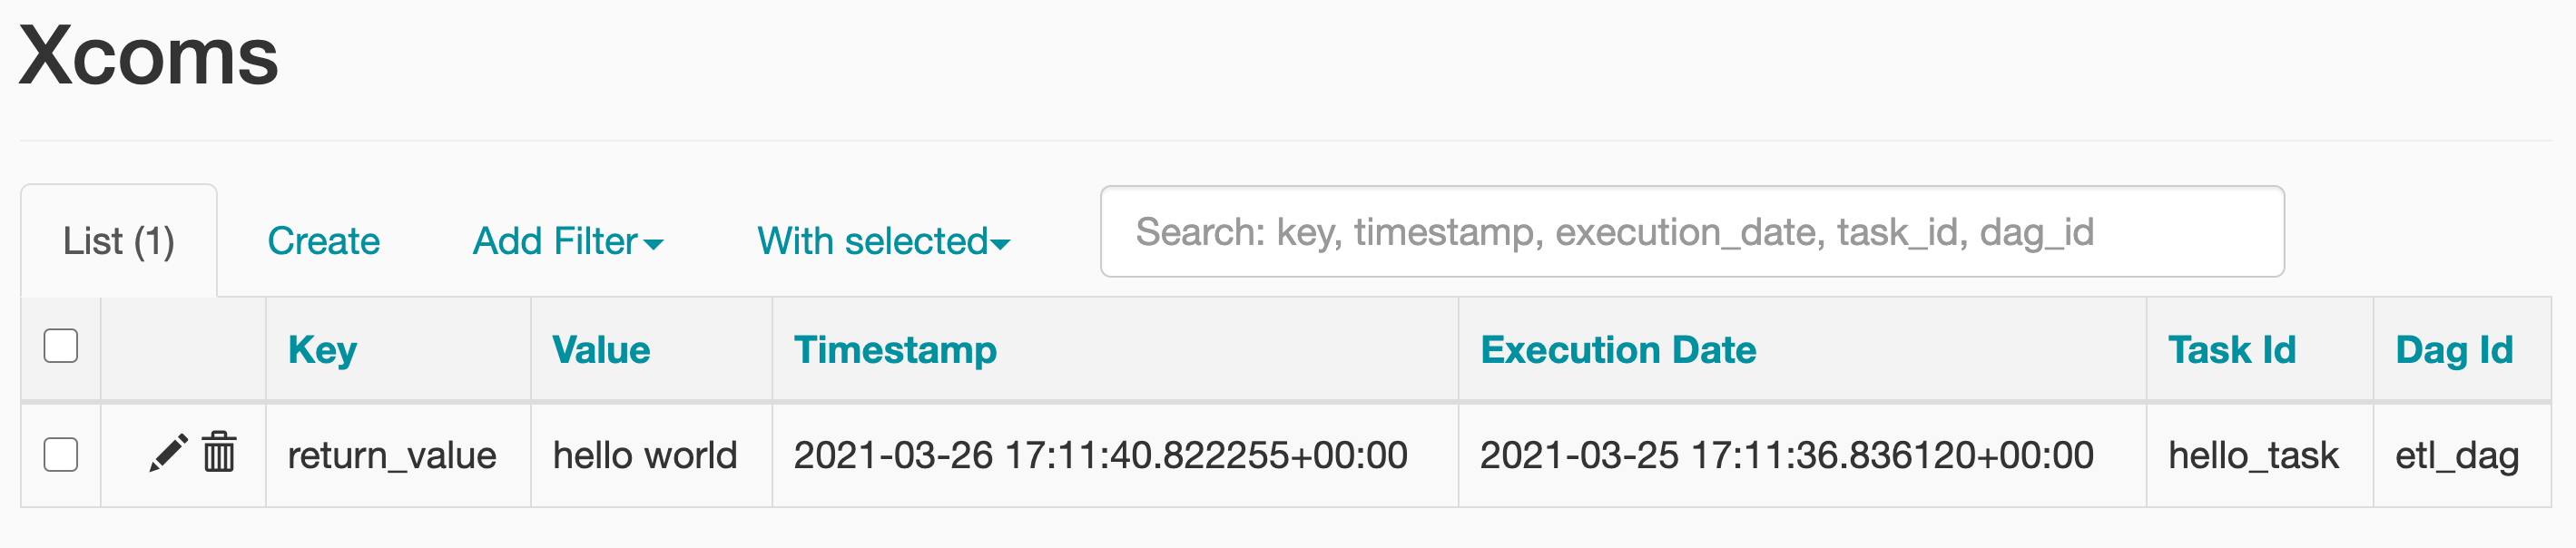 Xcoms
List (1) Create Add Filter With selected Search: key, timestamp, execution_date, task_id, dag_id
Key Value Timestamp Execution Date Task Id Dag Id
return_value hello world 2021-03-26 17:11:40.822255+00:00 2021-03-25 17:11:36.836120+00:00 hello_task etl_dag